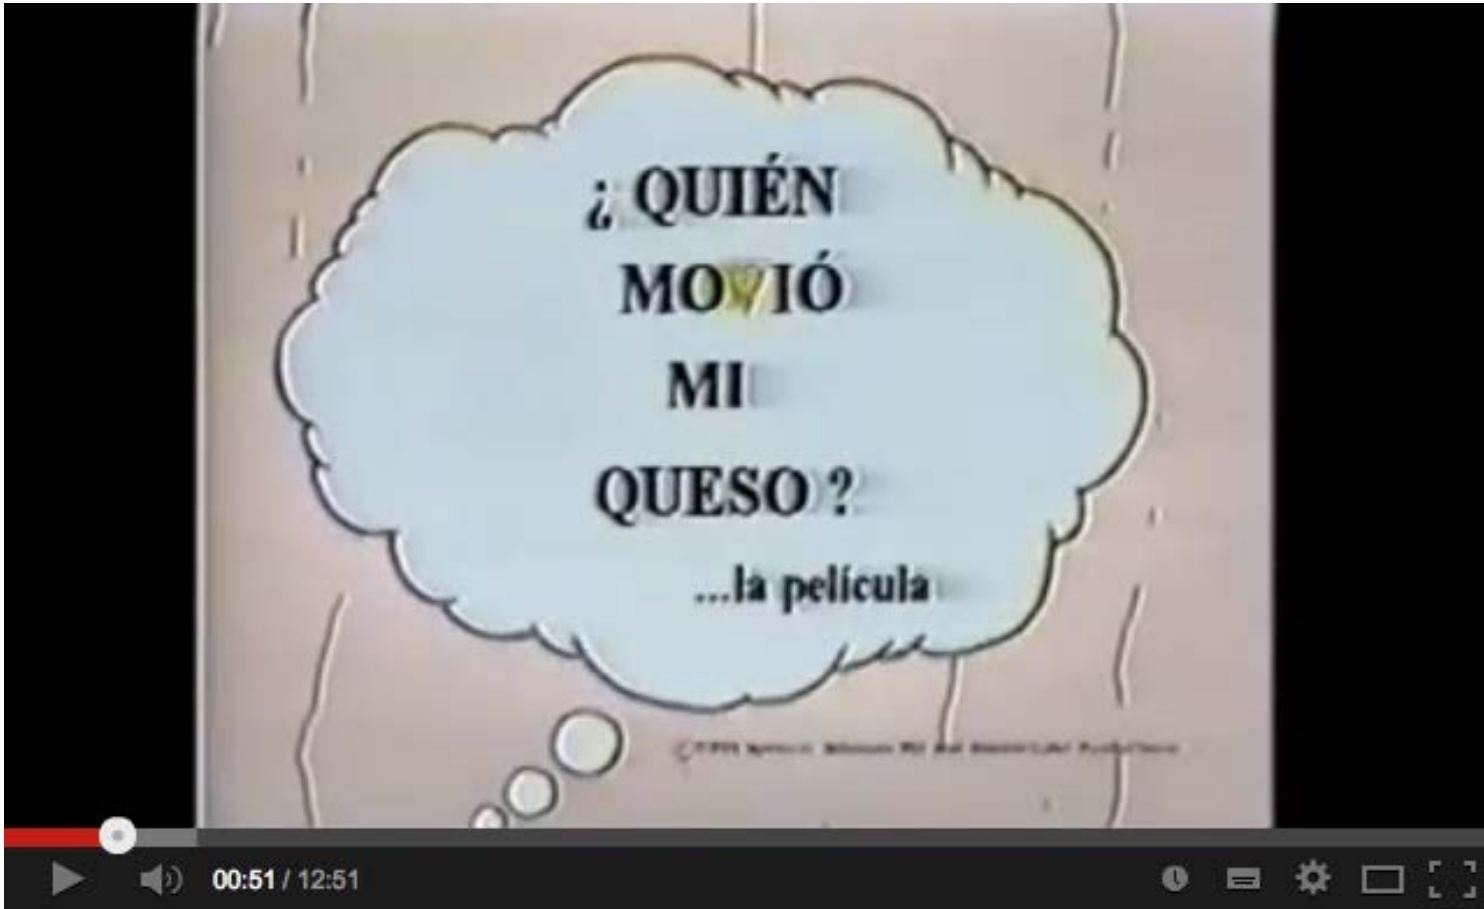 ¿ QUIÉN
MOVIÓ
MI
QUESO ?
...la película
00:51 / 12:51